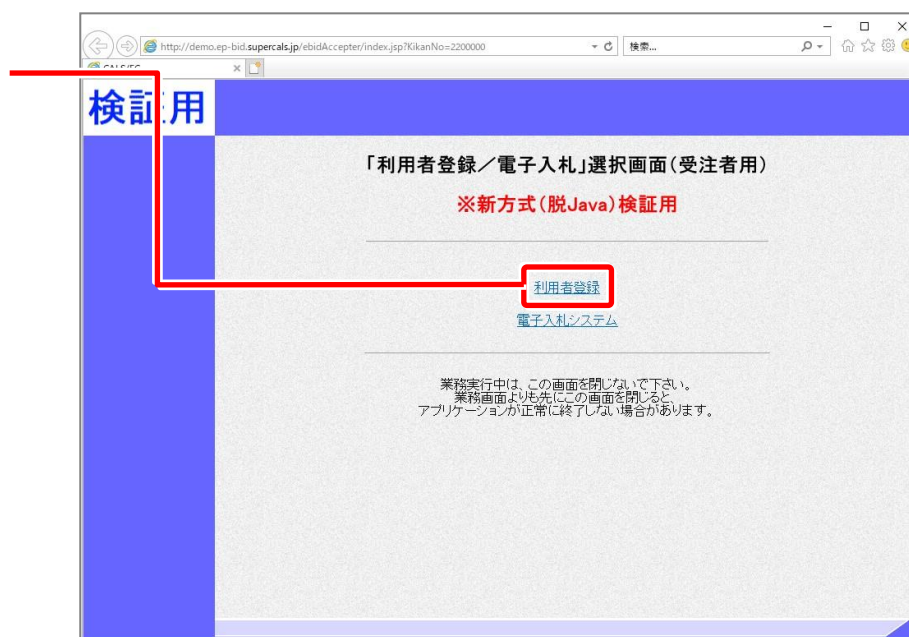 http://demo.ep-bid.supercals.jp/ebidAccepter/index.jsp?KikanNo=2200000
検索...
CALS/EC
検証用
「利用者登録／電子入札」選択画面(受注者用)
※新方式(脱Java)検証用
利用者登録
電子入札システム
業務実行中は、この画面を閉じないで下さい。
業務画面よりも先にこの画面を閉じると、
アプリケーションが正常に終了しない場合があります。